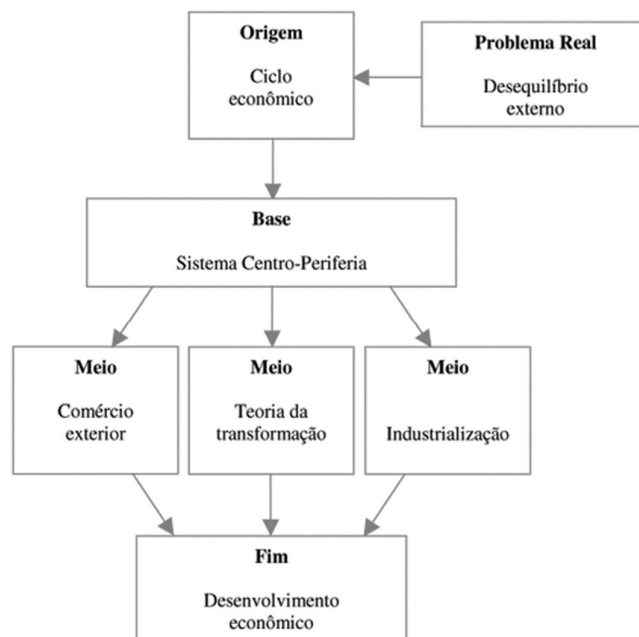 Origem
Ciclo
econômico
Problema Real
Desequilíbrio
externo
Base
Sistema Centro-Periferia
Meio
Comércio
exterior
Meio
Teoria da
transformação
Meio
Industrialização
Fim
Desenvolvimento
econômico